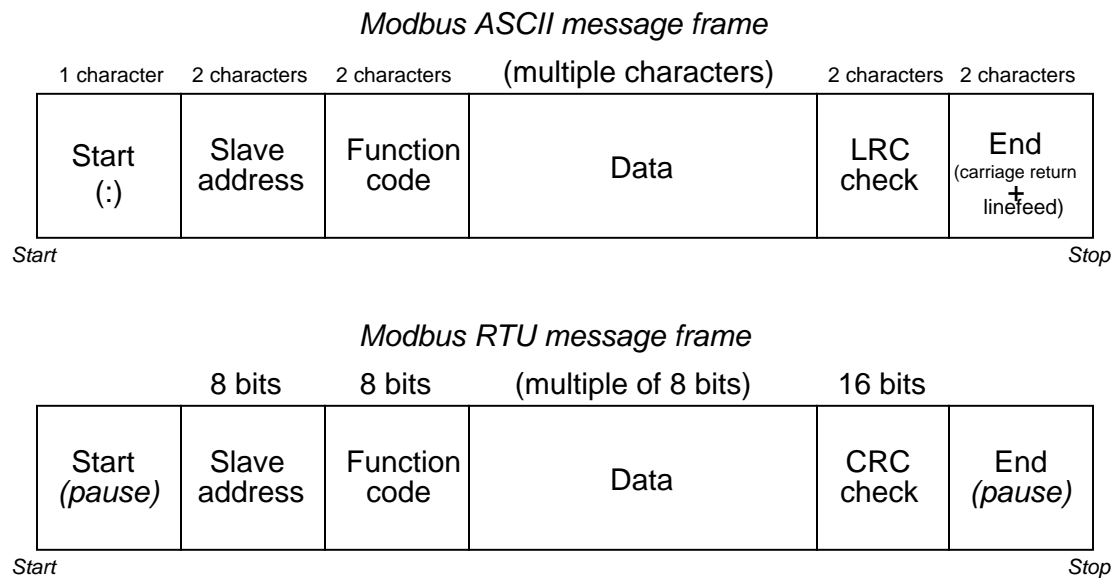 Modbus ASCII message frame
1 character 2 characters 2 characters (multiple characters) 2 characters 2 characters
Start
(:)
Slave
address
Function
code
Data
LRC
check
End
(carriage return
+
linefeed)
Start Stop
Modbus RTU message frame
8 bits 8 bits (multiple of 8 bits) 16 bits
Start
(pause)
Slave
address
Function
code
Data
CRC
check
End
(pause)
Start Stop